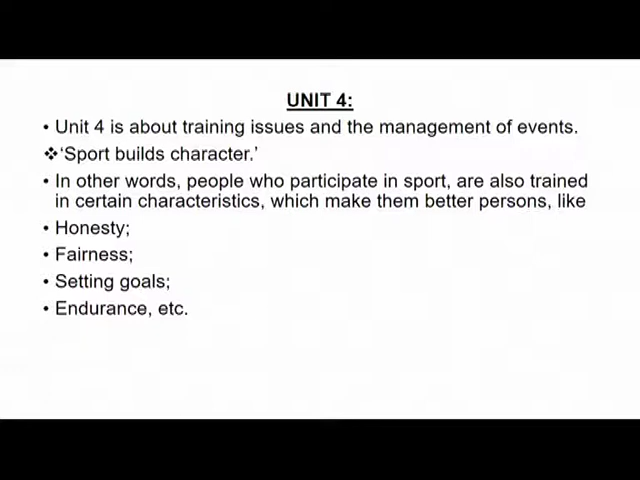 UNIT 4:
• Unit 4 is about training issues and the management of events.
❖‘Sport builds character.’
• In other words, people who participate in sport, are also trained
in certain characteristics, which make them better persons, like
• Honesty;
• Fairness;
• Setting goals;
• Endurance, etc.